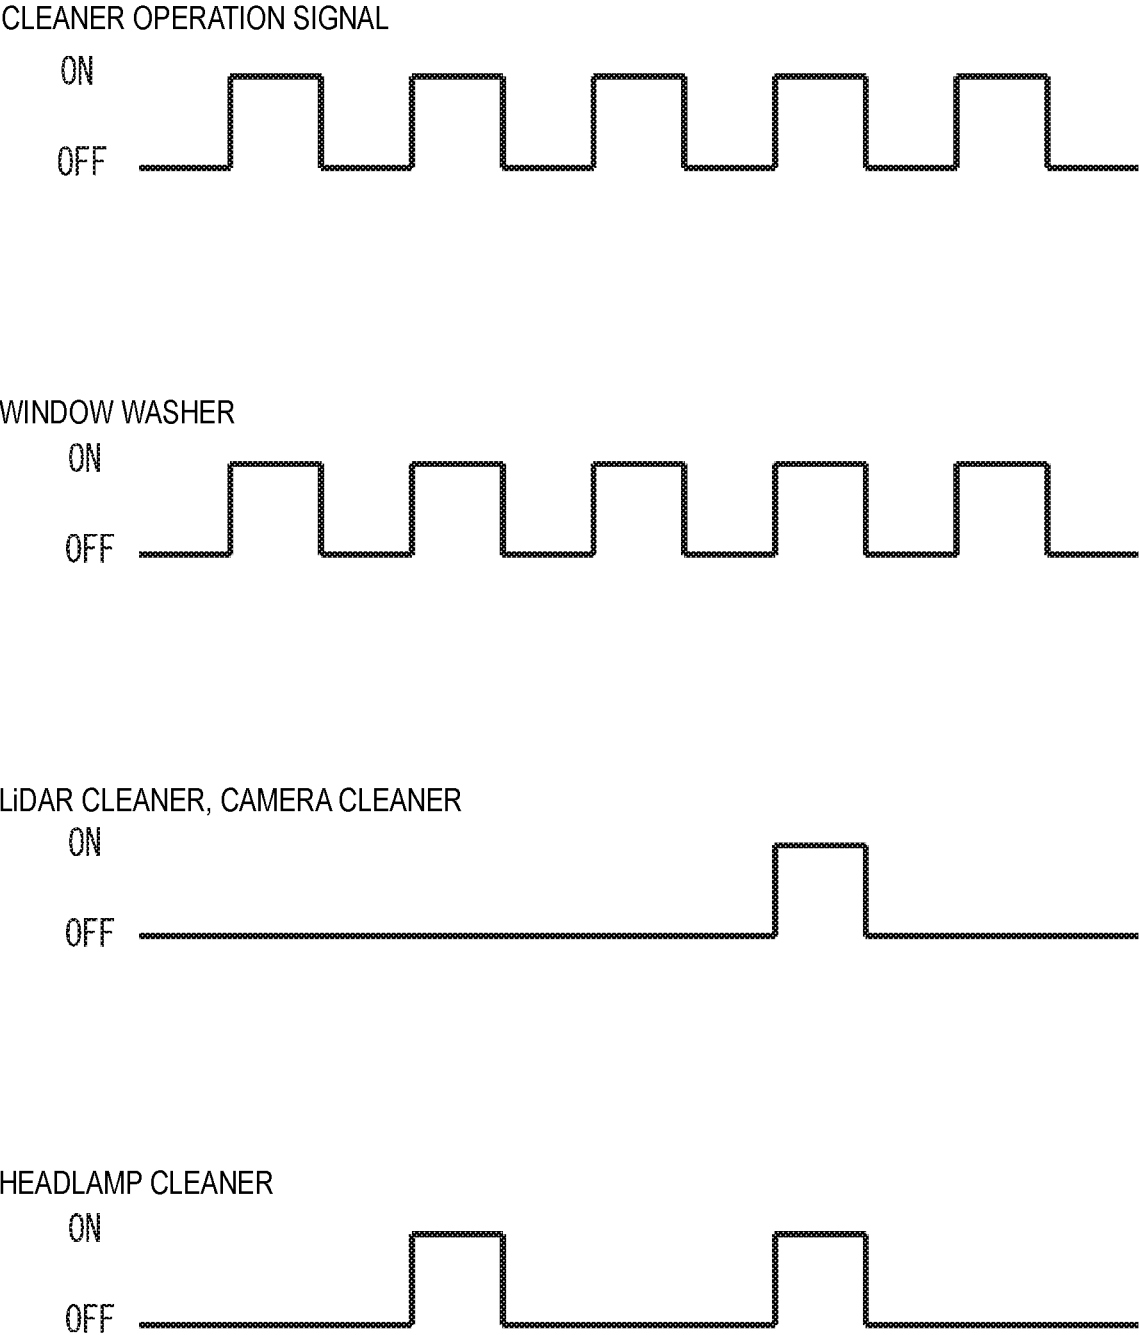 CLEANER OPERATION SIGNAL
ON
OFF
WINDOW WASHER
ON
OFF
LiDAR CLEANER, CAMERA CLEANER
ON
OFF
HEADLAMP CLEANER
ON
OFF